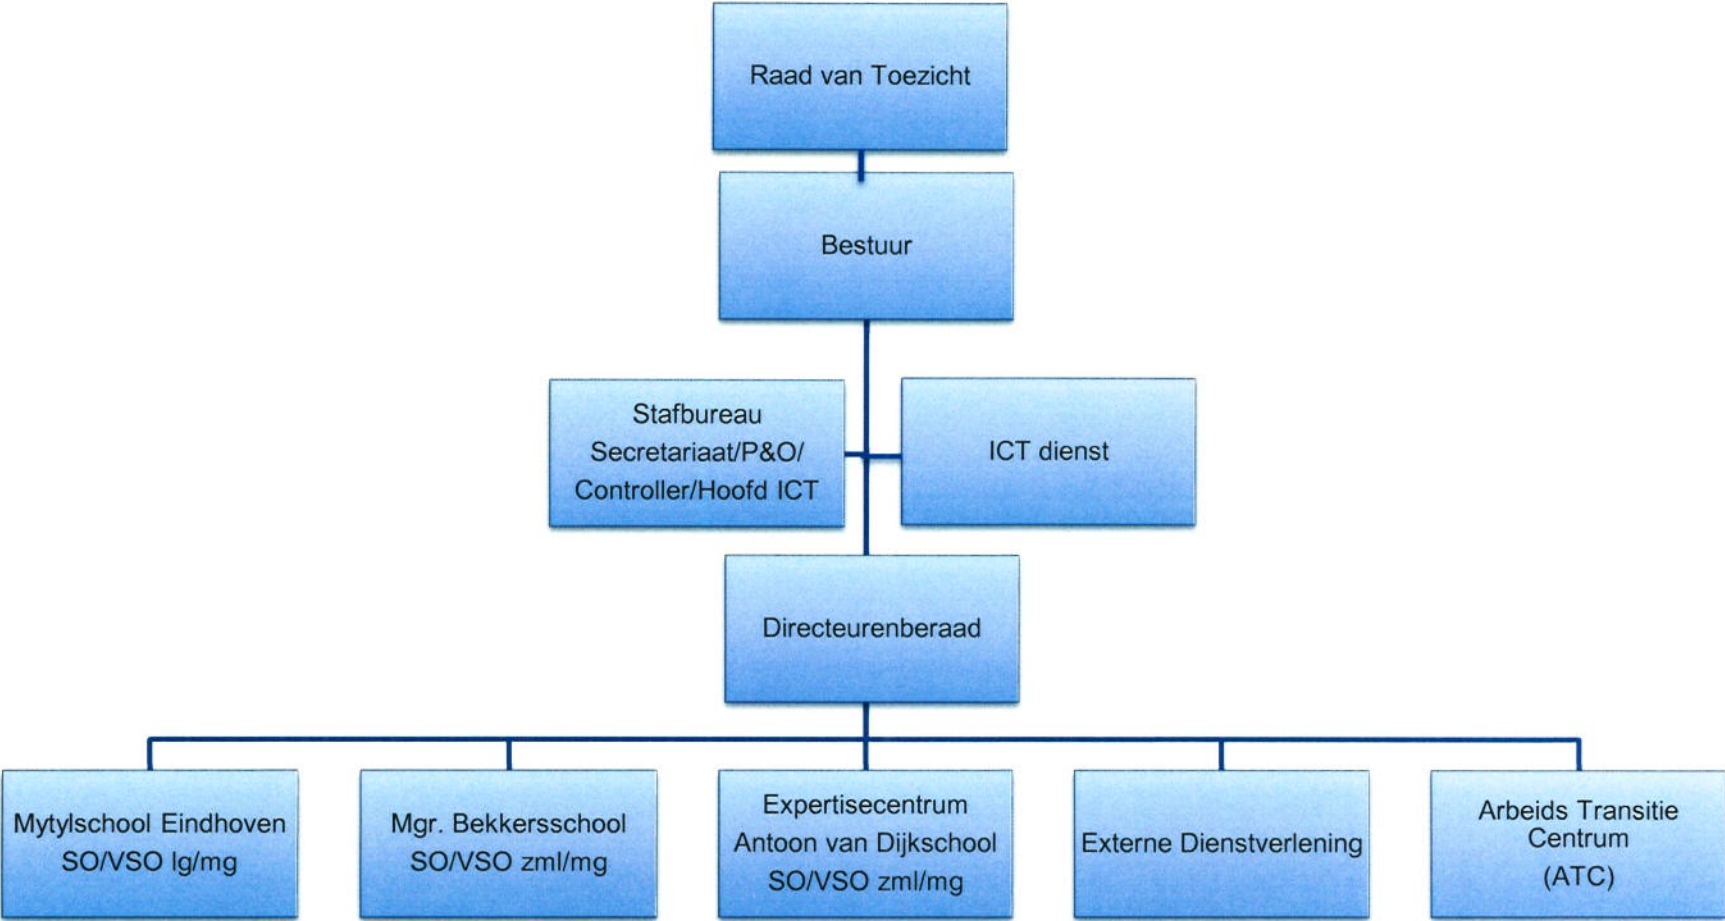 Raad van Toezicht
Bestuur
Stafbureau
Secretariaat/P&O/
Controller/Hoofd ICT
ICT dienst
Directeurenberaad
Mytylschool Eindhoven
SO/VSO lg/mg
Mgr. Bekkersschool
SO/VSO zml/mg
Expertisecentrum
Antoon van Dijkschool
SO/VSO zml/mg
Externe Dienstverlening
Arbeids Transitie
Centrum
(ATC)